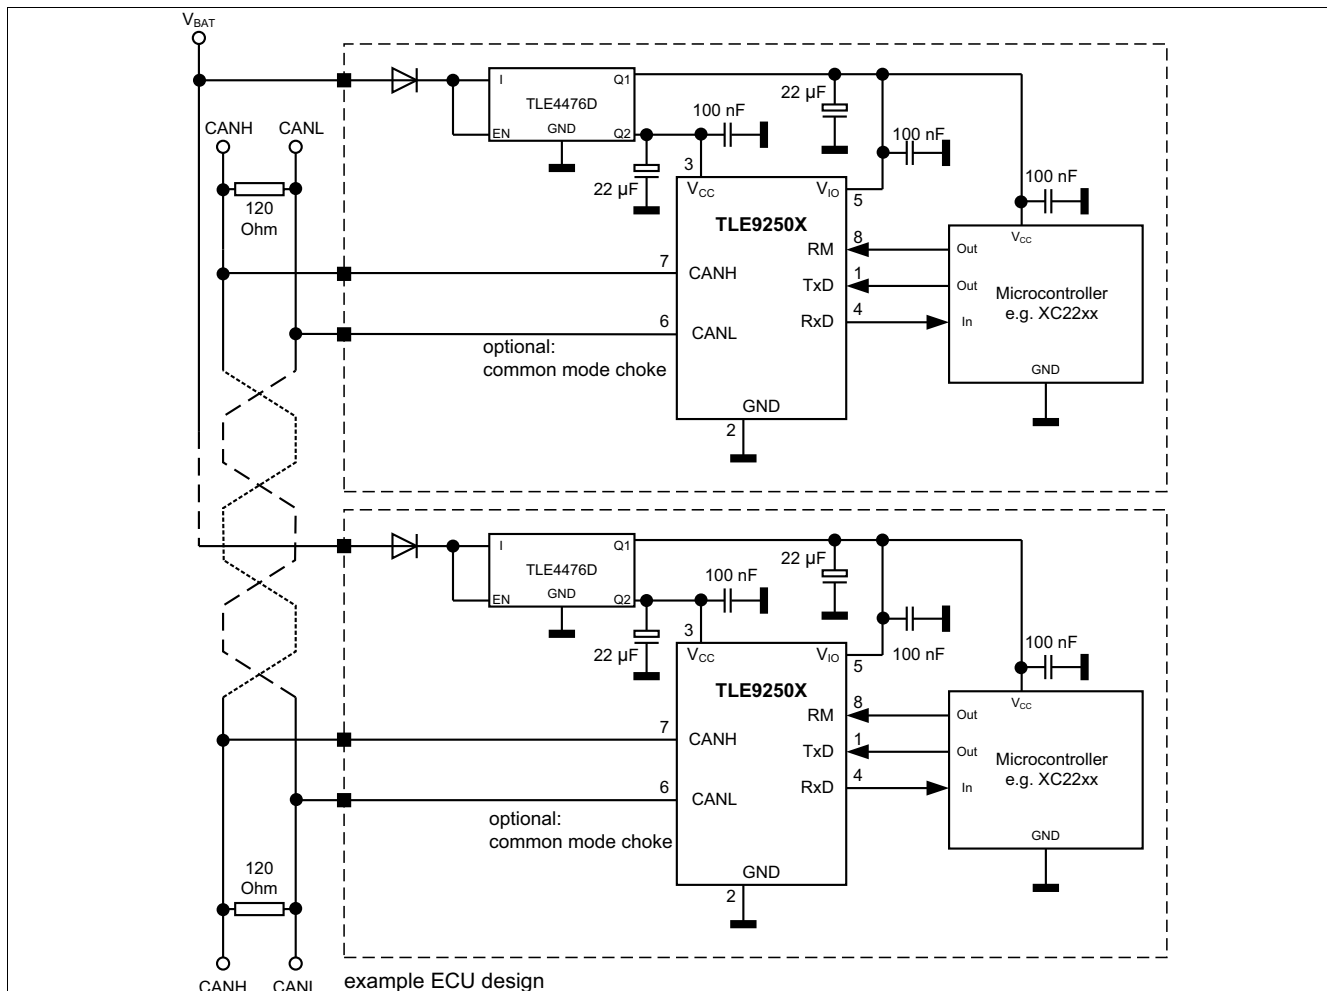 VBAT
CANH CANL
120
Ohm
I
Q1
TLE4476D
EN
GND
Q2
22 µF
100 nF
22 µF
100 nF
100 nF
3
VCC
VIO
5
TLE9250X
RM
8
TxD
1
RxD
4
7
CANH
6
CANL
optional:
common mode choke
GND
2
VCC
Out
Out
In
Microcontroller
e.g. XC22xx
GND
I
Q1
TLE4476D
EN
GND
Q2
22 µF
100 nF
22 µF
100 nF
100 nF
3
VCC
VIO
5
TLE9250X
RM
8
TxD
1
RxD
4
7
CANH
6
CANL
optional:
common mode choke
GND
2
VCC
Out
Out
In
Microcontroller
e.g. XC22xx
GND
120
Ohm
CANH CANL
example ECU design